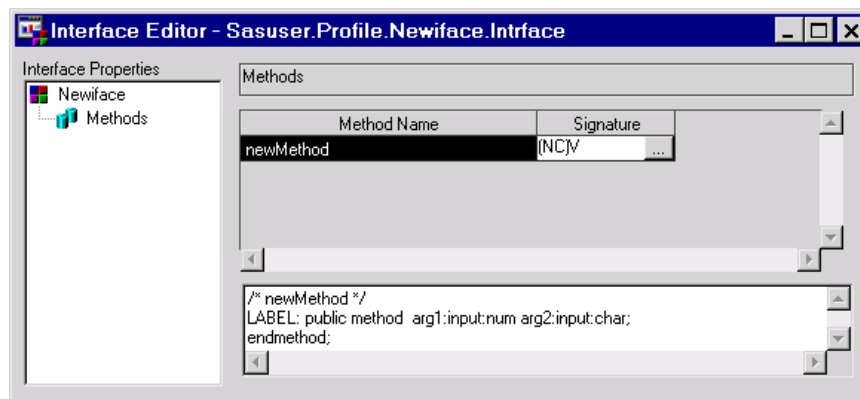 Interface Editor - Sasuser.Profile.Newiface.Intrface
Interface Properties
Newiface
Methods
Methods
Method Name Signature
newMethod (NC)V ...
/* newMethod */
LABEL: public method arg1:input:num arg2:input:char;
endmethod;